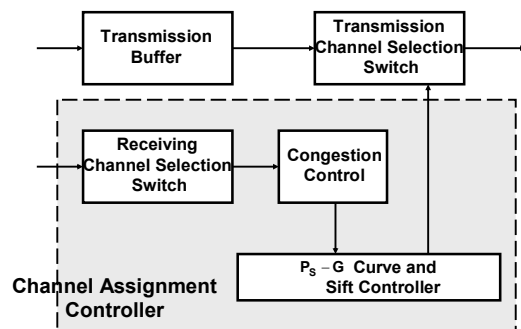 Transmission
Buffer
Transmission
Channel Selection
Switch
Receiving
Channel Selection
Switch
Congestion
Control
P_S – G Curve and
Sift Controller
Channel Assignment
Controller